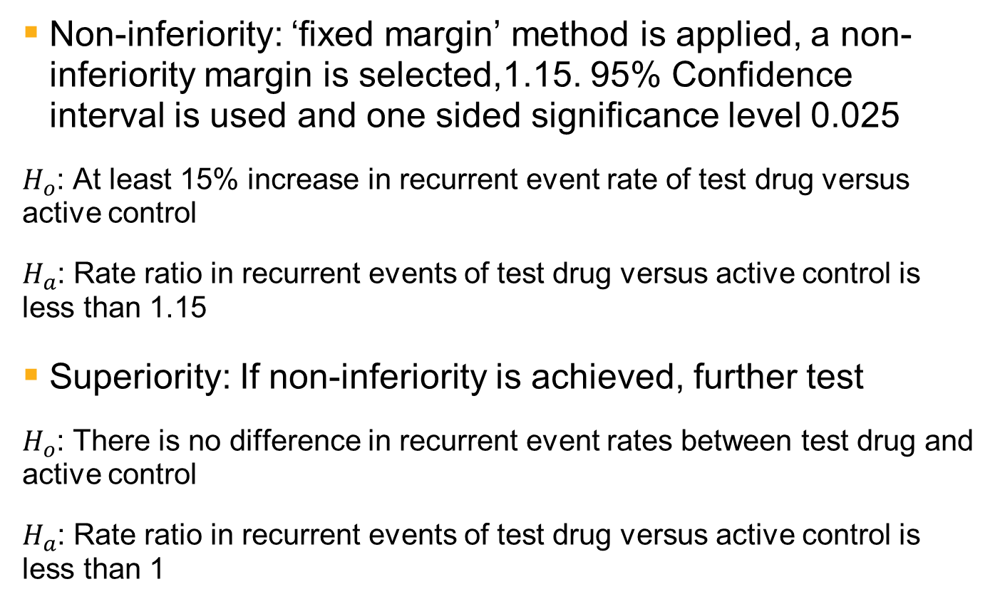 ▪ Non-inferiority: ‘fixed margin’ method is applied, a non-
inferiority margin is selected,1.15. 95% Confidence
interval is used and one sided significance level 0.025
Hₒ: At least 15% increase in recurrent event rate of test drug versus
active control
Hₐ: Rate ratio in recurrent events of test drug versus active control is
less than 1.15
▪ Superiority: If non-inferiority is achieved, further test
Hₒ: There is no difference in recurrent event rates between test drug and
active control
Hₐ: Rate ratio in recurrent events of test drug versus active control is
less than 1